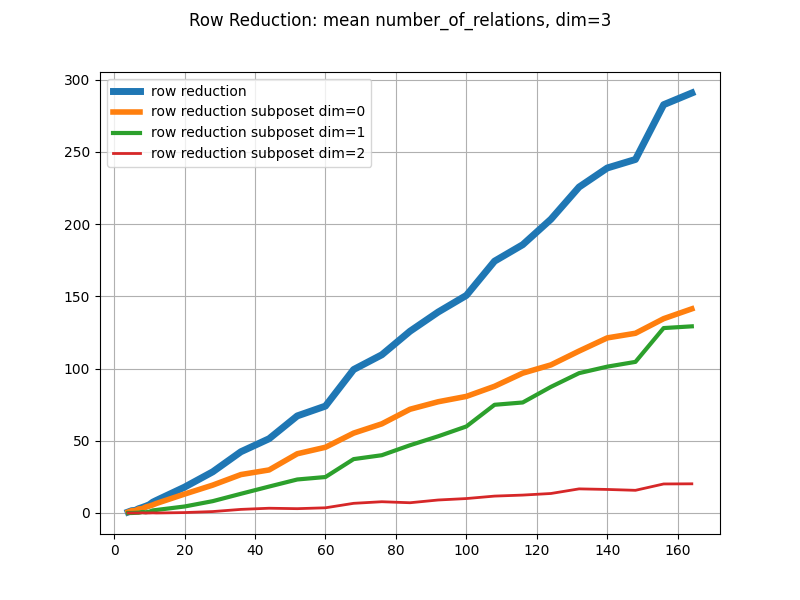 Row Reduction: mean number_of_relations, dim=3
row reduction
row reduction subposet dim=0
row reduction subposet dim=1
row reduction subposet dim=2
300
250
200
150
100
50
0
0 20 40 60 80 100 120 140 160